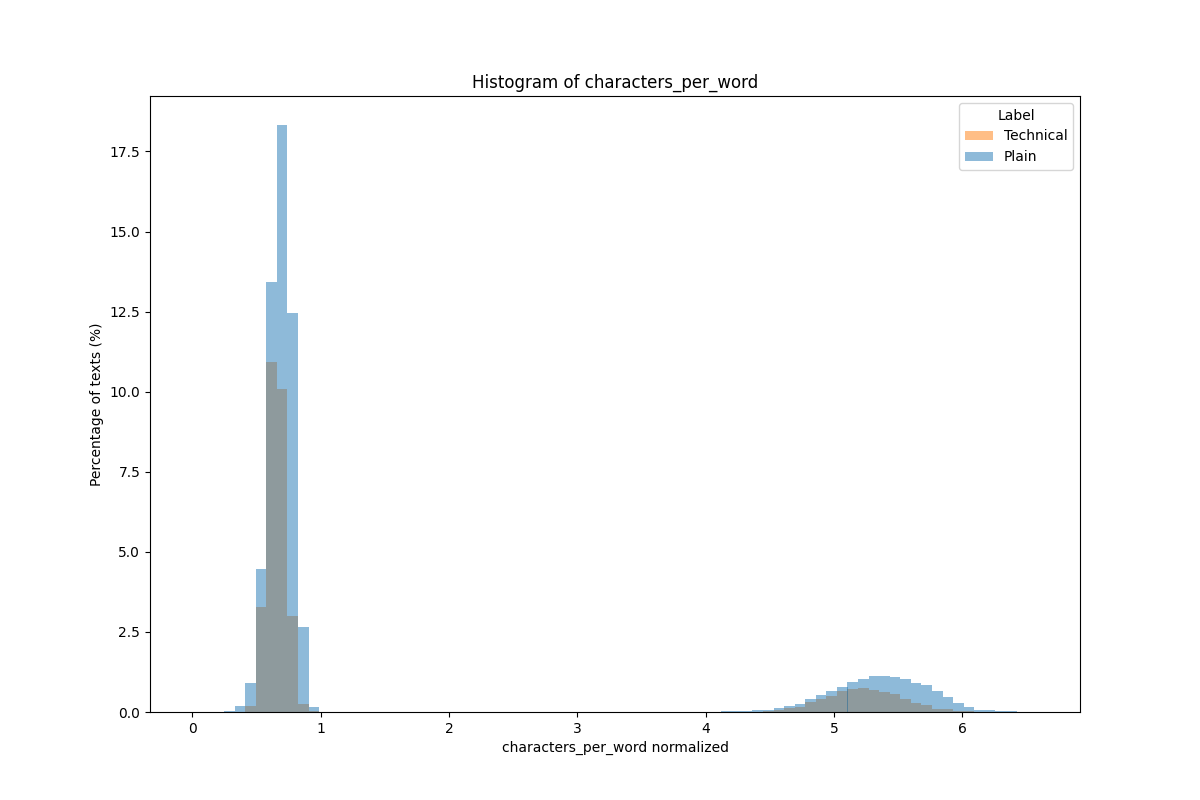 Histogram of characters_per_word
Label
Technical
Plain
17.5
15.0
12.5
10.0
7.5
5.0
2.5
0.0
Percentage of texts (%)
0
1
2
3
4
5
6
characters_per_word normalized